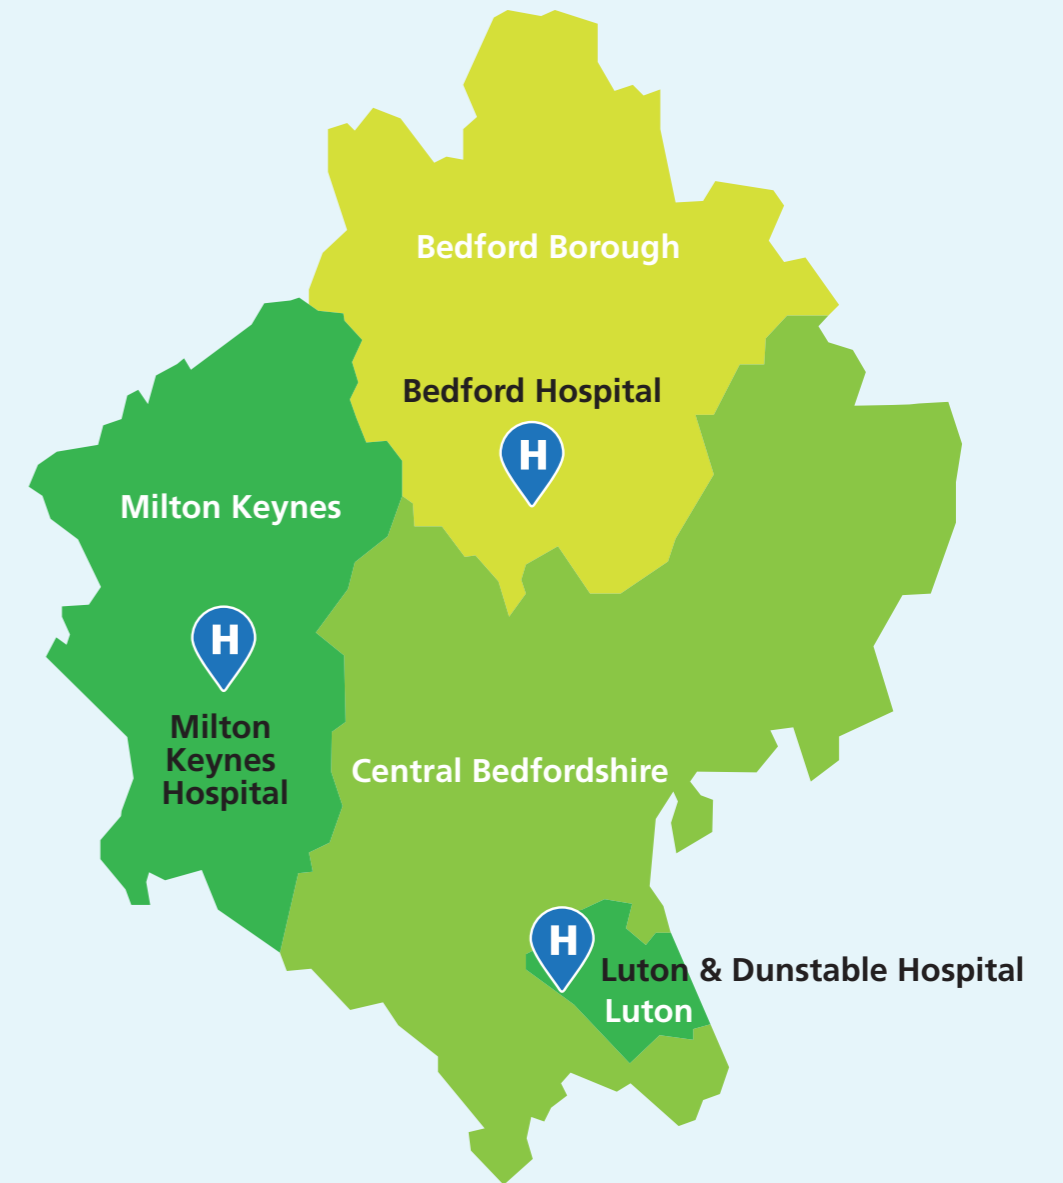 Bedford Borough
Bedford Hospital
H
Milton Keynes
H
Milton
Keynes
Hospital
Central Bedfordshire
H
Luton & Dunstable Hospital
Luton